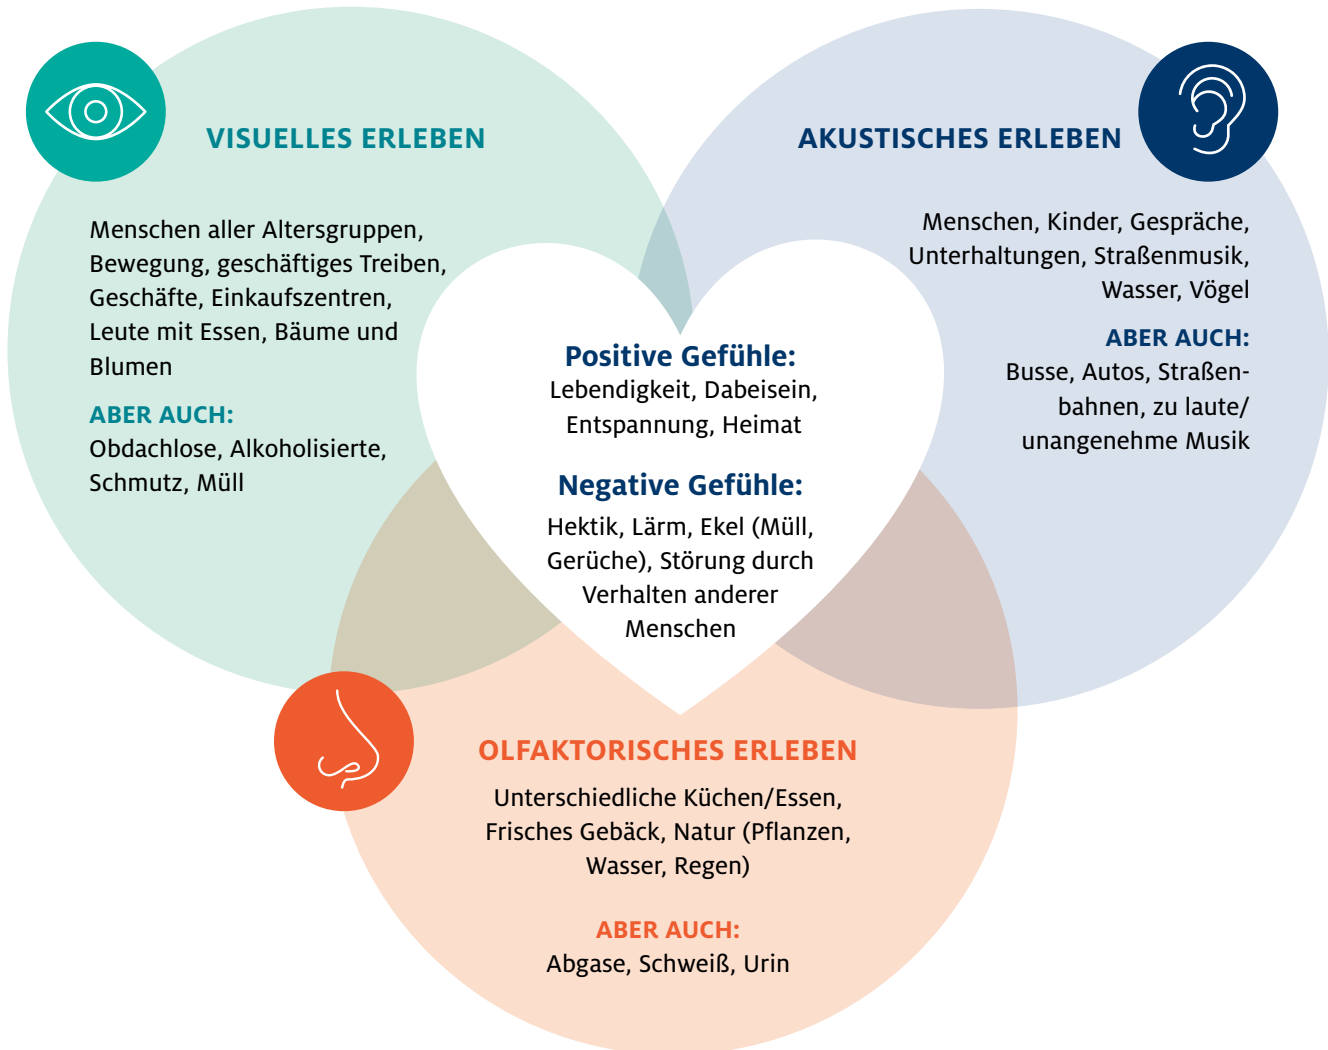 VISUELLES ERLEBEN
Menschen aller Altersgruppen,
Bewegung, geschäftiges Treiben,
Geschäfte, Einkaufszentren,
Leute mit Essen, Bäume und
Blumen
ABER AUCH:
Obdachlose, Alkoholisierte,
Schmutz, Müll
AKUSTISCHES ERLEBEN
Menschen, Kinder, Gespräche,
Unterhaltungen, Straßenmusik,
Wasser, Vögel
ABER AUCH:
Busse, Autos, Straßen-
bahnen, zu laute/
unangenehme Musik
Positive Gefühle:
Lebendigkeit, Dabeisein,
Entspannung, Heimat
Negative Gefühle:
Hektik, Lärm, Ekel (Müll,
Gerüche), Störung durch
Verhalten anderer
Menschen
OLFAKTORISCHES ERLEBEN
Unterschiedliche Küchen/Essen,
Frisches Gebäck, Natur (Pflanzen,
Wasser, Regen)
ABER AUCH:
Abgase, Schweiß, Urin